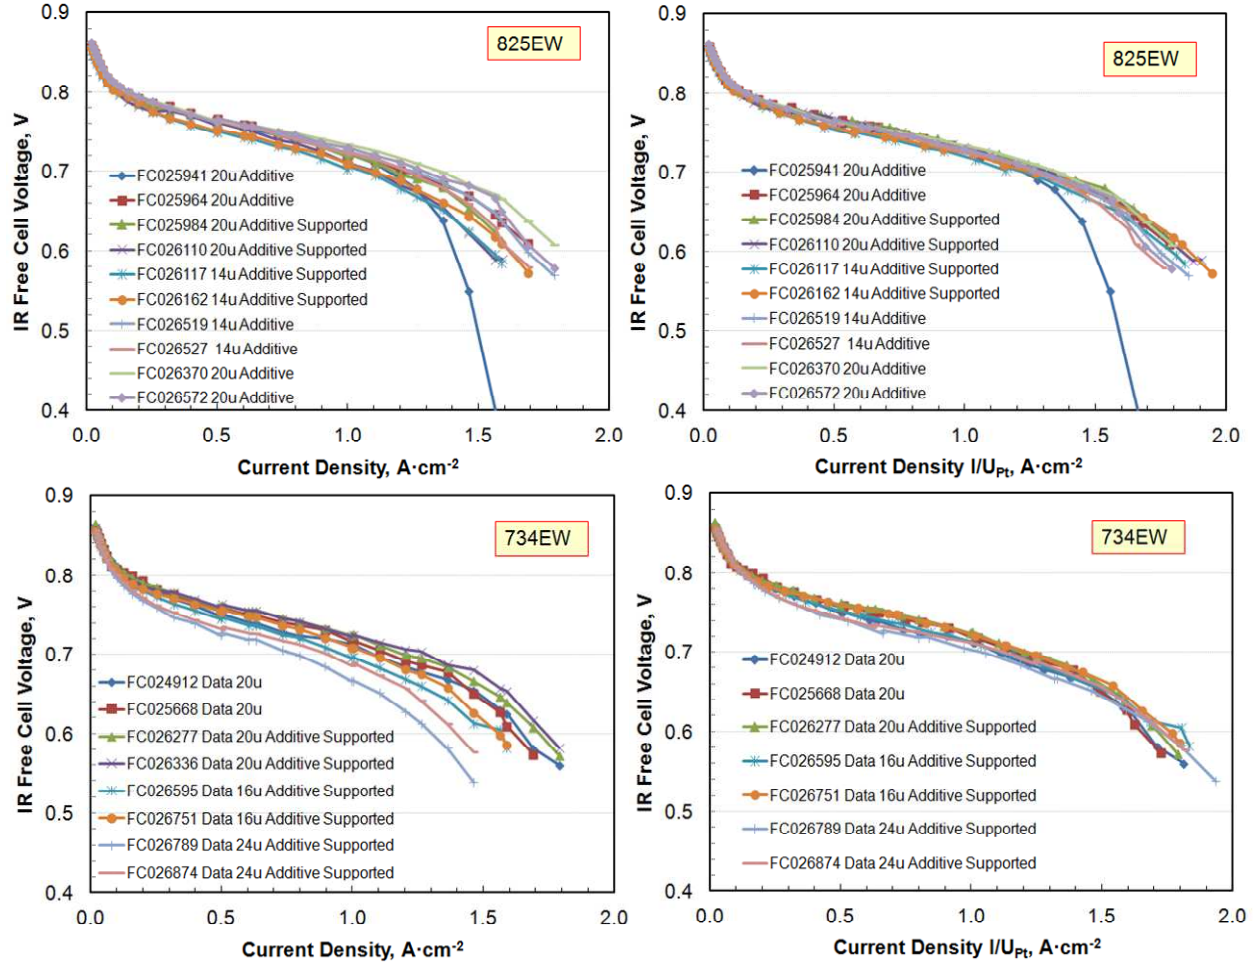 0.9
0.8
0.7
0.6
0.5
0.4
IR Free Cell Voltage, V
825EW
FC025941 20u Additive
FC025964 20u Additive
FC025984 20u Additive Supported
FC026110 20u Additive Supported
FC026117 14u Additive Supported
FC026162 14u Additive Supported
FC026519 14u Additive
FC026527 14u Additive
FC026370 20u Additive
FC026572 20u Additive
0.0 0.5 1.0 1.5 2.0
Current Density, A·cm-2
0.9
0.8
0.7
0.6
0.5
0.4
IR Free Cell Voltage, V
825EW
FC025941 20u Additive
FC025964 20u Additive
FC025984 20u Additive Supported
FC026110 20u Additive Supported
FC026117 14u Additive Supported
FC026162 14u Additive Supported
FC026519 14u Additive
FC026527 14u Additive
FC026370 20u Additive
FC026572 20u Additive
0.0 0.5 1.0 1.5 2.0
Current Density I/UPt, A·cm-2
0.9
0.8
0.7
0.6
0.5
0.4
IR Free Cell Voltage, V
734EW
FC024912 Data 20u
FC025668 Data 20u
FC026277 Data 20u Additive Supported
FC026336 Data 20u Additive Supported
FC026595 Data 16u Additive Supported
FC026751 Data 16u Additive Supported
FC026789 Data 24u Additive Supported
FC026874 Data 24u Additive Supported
0.0 0.5 1.0 1.5 2.0
Current Density, A·cm-2
0.9
0.8
0.7
0.6
0.5
0.4
IR Free Cell Voltage, V
734EW
FC024912 Data 20u
FC025668 Data 20u
FC026277 Data 20u Additive Supported
FC026595 Data 16u Additive Supported
FC026751 Data 16u Additive Supported
FC026789 Data 24u Additive Supported
FC026874 Data 24u Additive Supported
0.0 0.5 1.0 1.5 2.0
Current Density I/UPt, A·cm-2